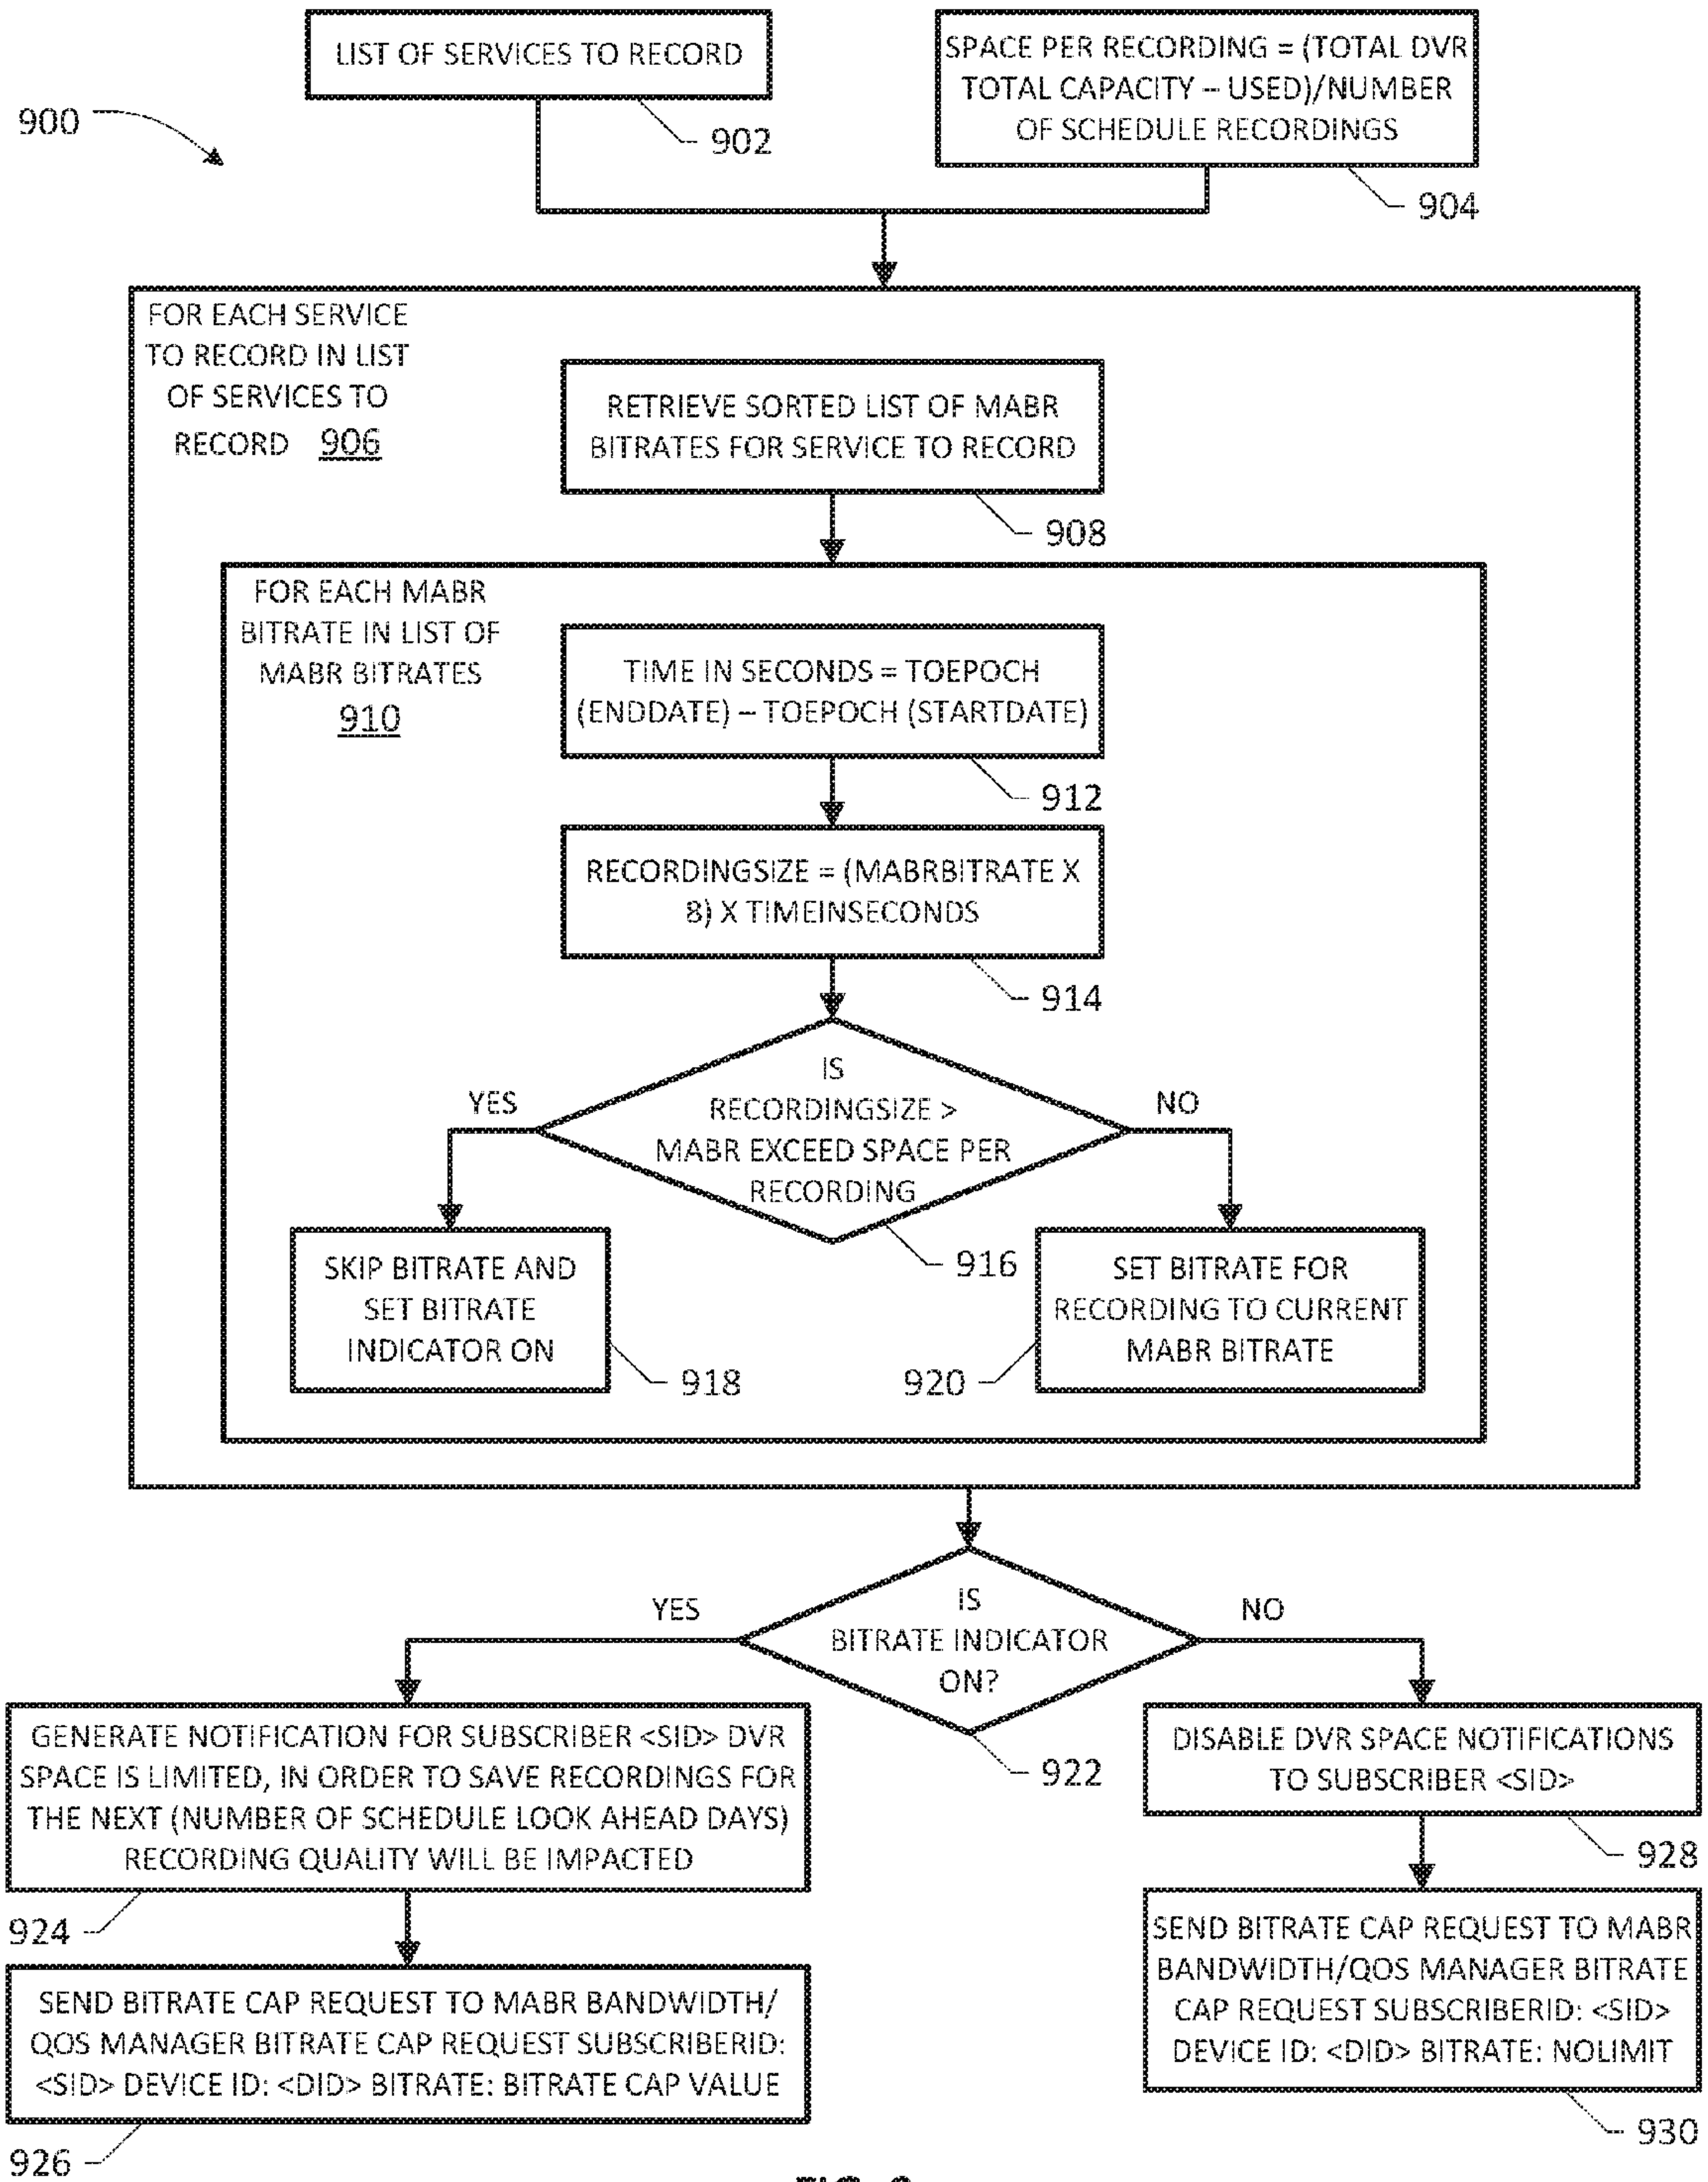 LIST OF SERVICES TO RECORD
902
SPACE PER RECORDING = (TOTAL DVR
TOTAL CAPACITY – USED)/NUMBER
OF SCHEDULE RECORDINGS
904
900
FOR EACH SERVICE
TO RECORD IN LIST
OF SERVICES TO
RECORD 906
RETRIEVE SORTED LIST OF MABR
BITRATES FOR SERVICE TO RECORD
908
FOR EACH MABR
BITRATE IN LIST OF
MABR BITRATES
910
TIME IN SECONDS = TOEPOCH
(ENDDATE) – TOEPOCH (STARTDATE)
912
RECORDINGSIZE = (MABRBITRATE X
8) X TIMEINSECONDS
914
IS
RECORDINGSIZE >
MABR EXCEED SPACE PER
RECORDING
916
YES
NO
SKIP BITRATE AND
SET BITRATE
INDICATOR ON
918
SET BITRATE FOR
RECORDING TO CURRENT
MABR BITRATE
920
IS
BITRATE INDICATOR
ON?
922
YES
NO
GENERATE NOTIFICATION FOR SUBSCRIBER <SID> DVR
SPACE IS LIMITED, IN ORDER TO SAVE RECORDINGS FOR
THE NEXT (NUMBER OF SCHEDULE LOOK AHEAD DAYS)
RECORDING QUALITY WILL BE IMPACTED
924
SEND BITRATE CAP REQUEST TO MABR BANDWIDTH/
QOS MANAGER BITRATE CAP REQUEST SUBSCRIBERID:
<SID> DEVICE ID: <DID> BITRATE: BITRATE CAP VALUE
926
DISABLE DVR SPACE NOTIFICATIONS
TO SUBSCRIBER <SID>
928
SEND BITRATE CAP REQUEST TO MABR
BANDWIDTH/QOS MANAGER BITRATE
CAP REQUEST SUBSCRIBERID: <SID>
DEVICE ID: <DID> BITRATE: NOLIMIT
930